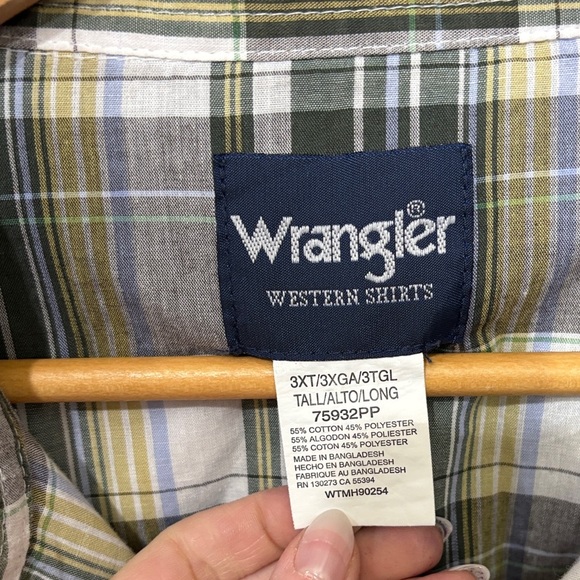 Wrangler®
WESTERN SHIRTS
3XT/3XGA/3TGL
TALL/ALTO/LONG
75932PP
55% COTTON 45% POLYESTER
55% ALGODON 45% POLIESTER
55% COTON 45% POLYESTER
MADE IN BANGLADESH
HECHO EN BANGLADESH
FABRIQUE AU BANGLADESH
RN 130273 CA 55394
WTMH90254